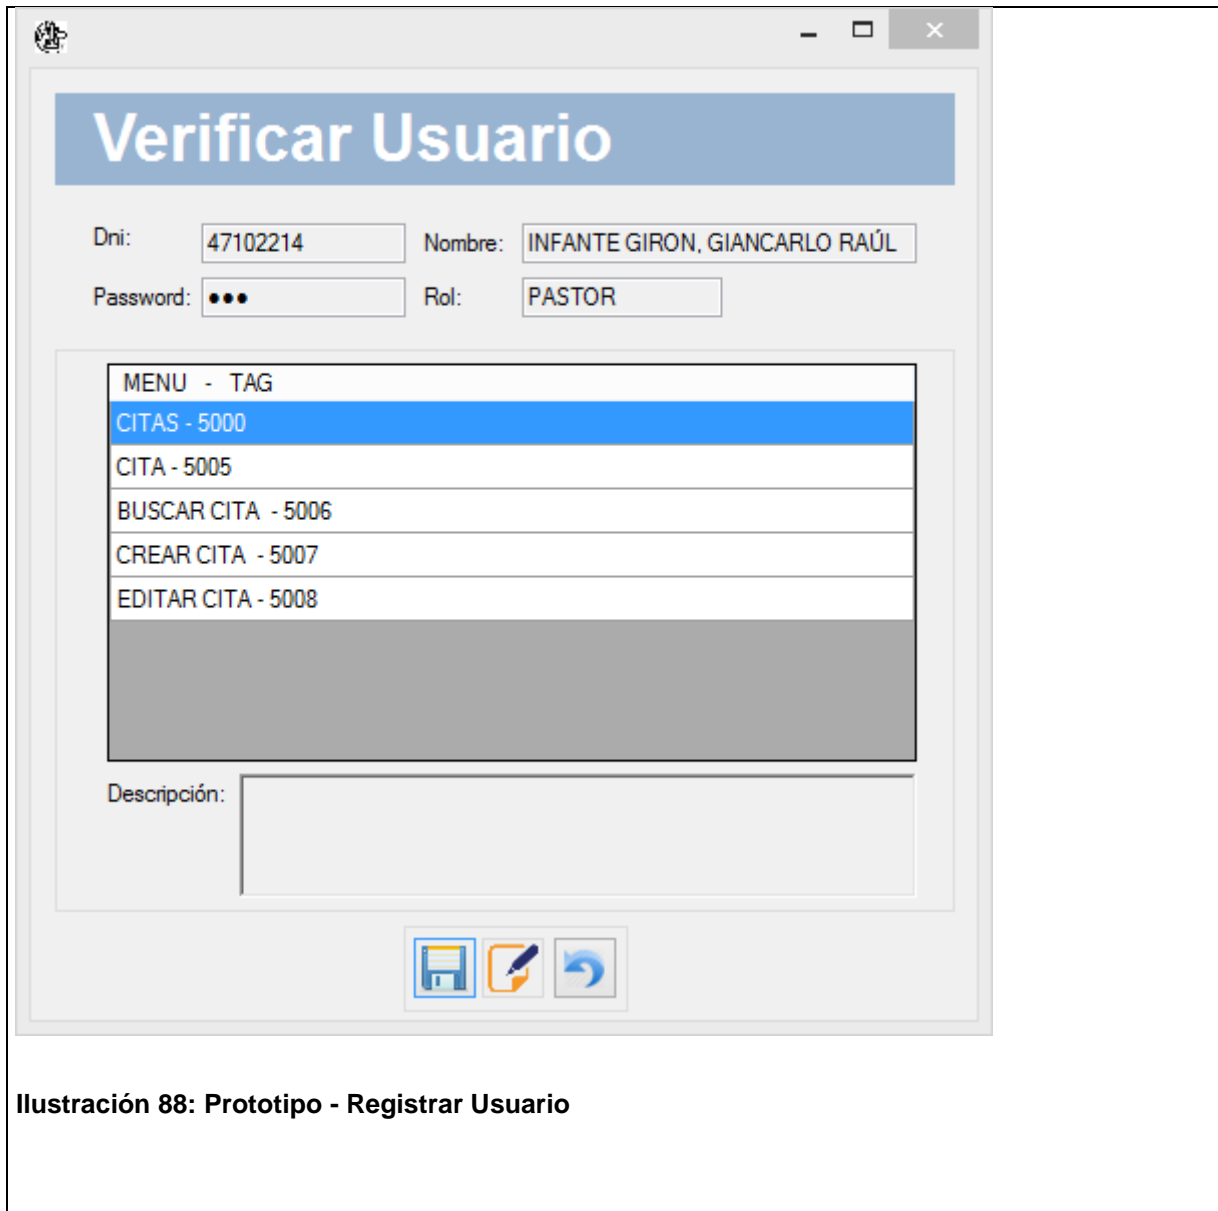 Verificar Usuario
Dni: 47102214 Nombre: INFANTE GIRON, GIANCARLO RAÚL
Password: ●●● Rol: PASTOR
MENU - TAG
CITAS - 5000
CITA - 5005
BUSCAR CITA - 5006
CREAR CITA - 5007
EDITAR CITA - 5008
Descripción:
Ilustración 88: Prototipo - Registrar Usuario